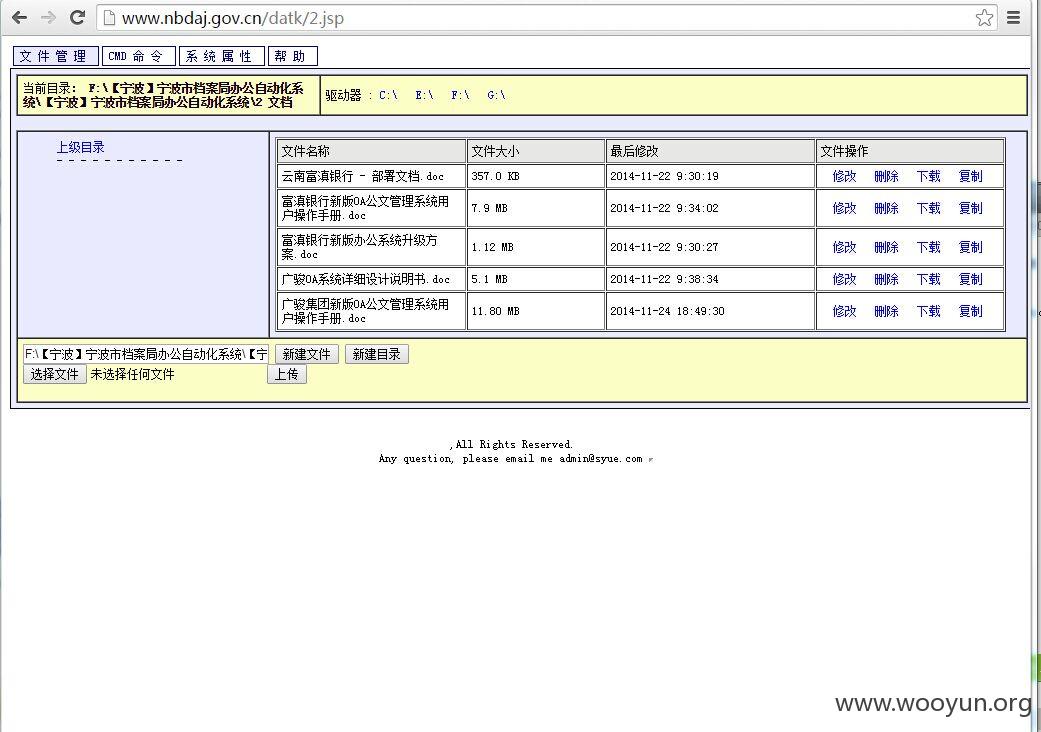 www.nbdaj.gov.cn/datk/2.jsp
文件管理 CMD命令 系统属性 帮助
当前目录： F:\【宁波】宁波市档案局办公自动化系
统\【宁波】宁波市档案局办公自动化系统\2 文档
驱动器 : C:\ E:\ F:\ G:\
上级目录
- - - - - - - - - - -
文件名称 文件大小 最后修改 文件操作
云南富滇银行 - 部署文档.doc 357.0 KB 2014-11-22 9:30:19 修改 删除 下载 复制
富滇银行新版OA公文管理系统用
户操作手册.doc 7.9 MB 2014-11-22 9:34:02 修改 删除 下载 复制
富滇银行新版办公系统升级方
案.doc 1.12 MB 2014-11-22 9:30:27 修改 删除 下载 复制
广骏OA系统详细设计说明书.doc 5.1 MB 2014-11-22 9:38:34 修改 删除 下载 复制
广骏集团新版OA公文管理系统用
户操作手册.doc 11.80 MB 2014-11-24 18:49:30 修改 删除 下载 复制
F:\【宁波】宁波市档案局办公自动化系统\【宁 新建文件 新建目录
选择文件 未选择任何文件 上传
,All Rights Reserved.
Any question, please email me admin@syue.com
www.wooyun.org